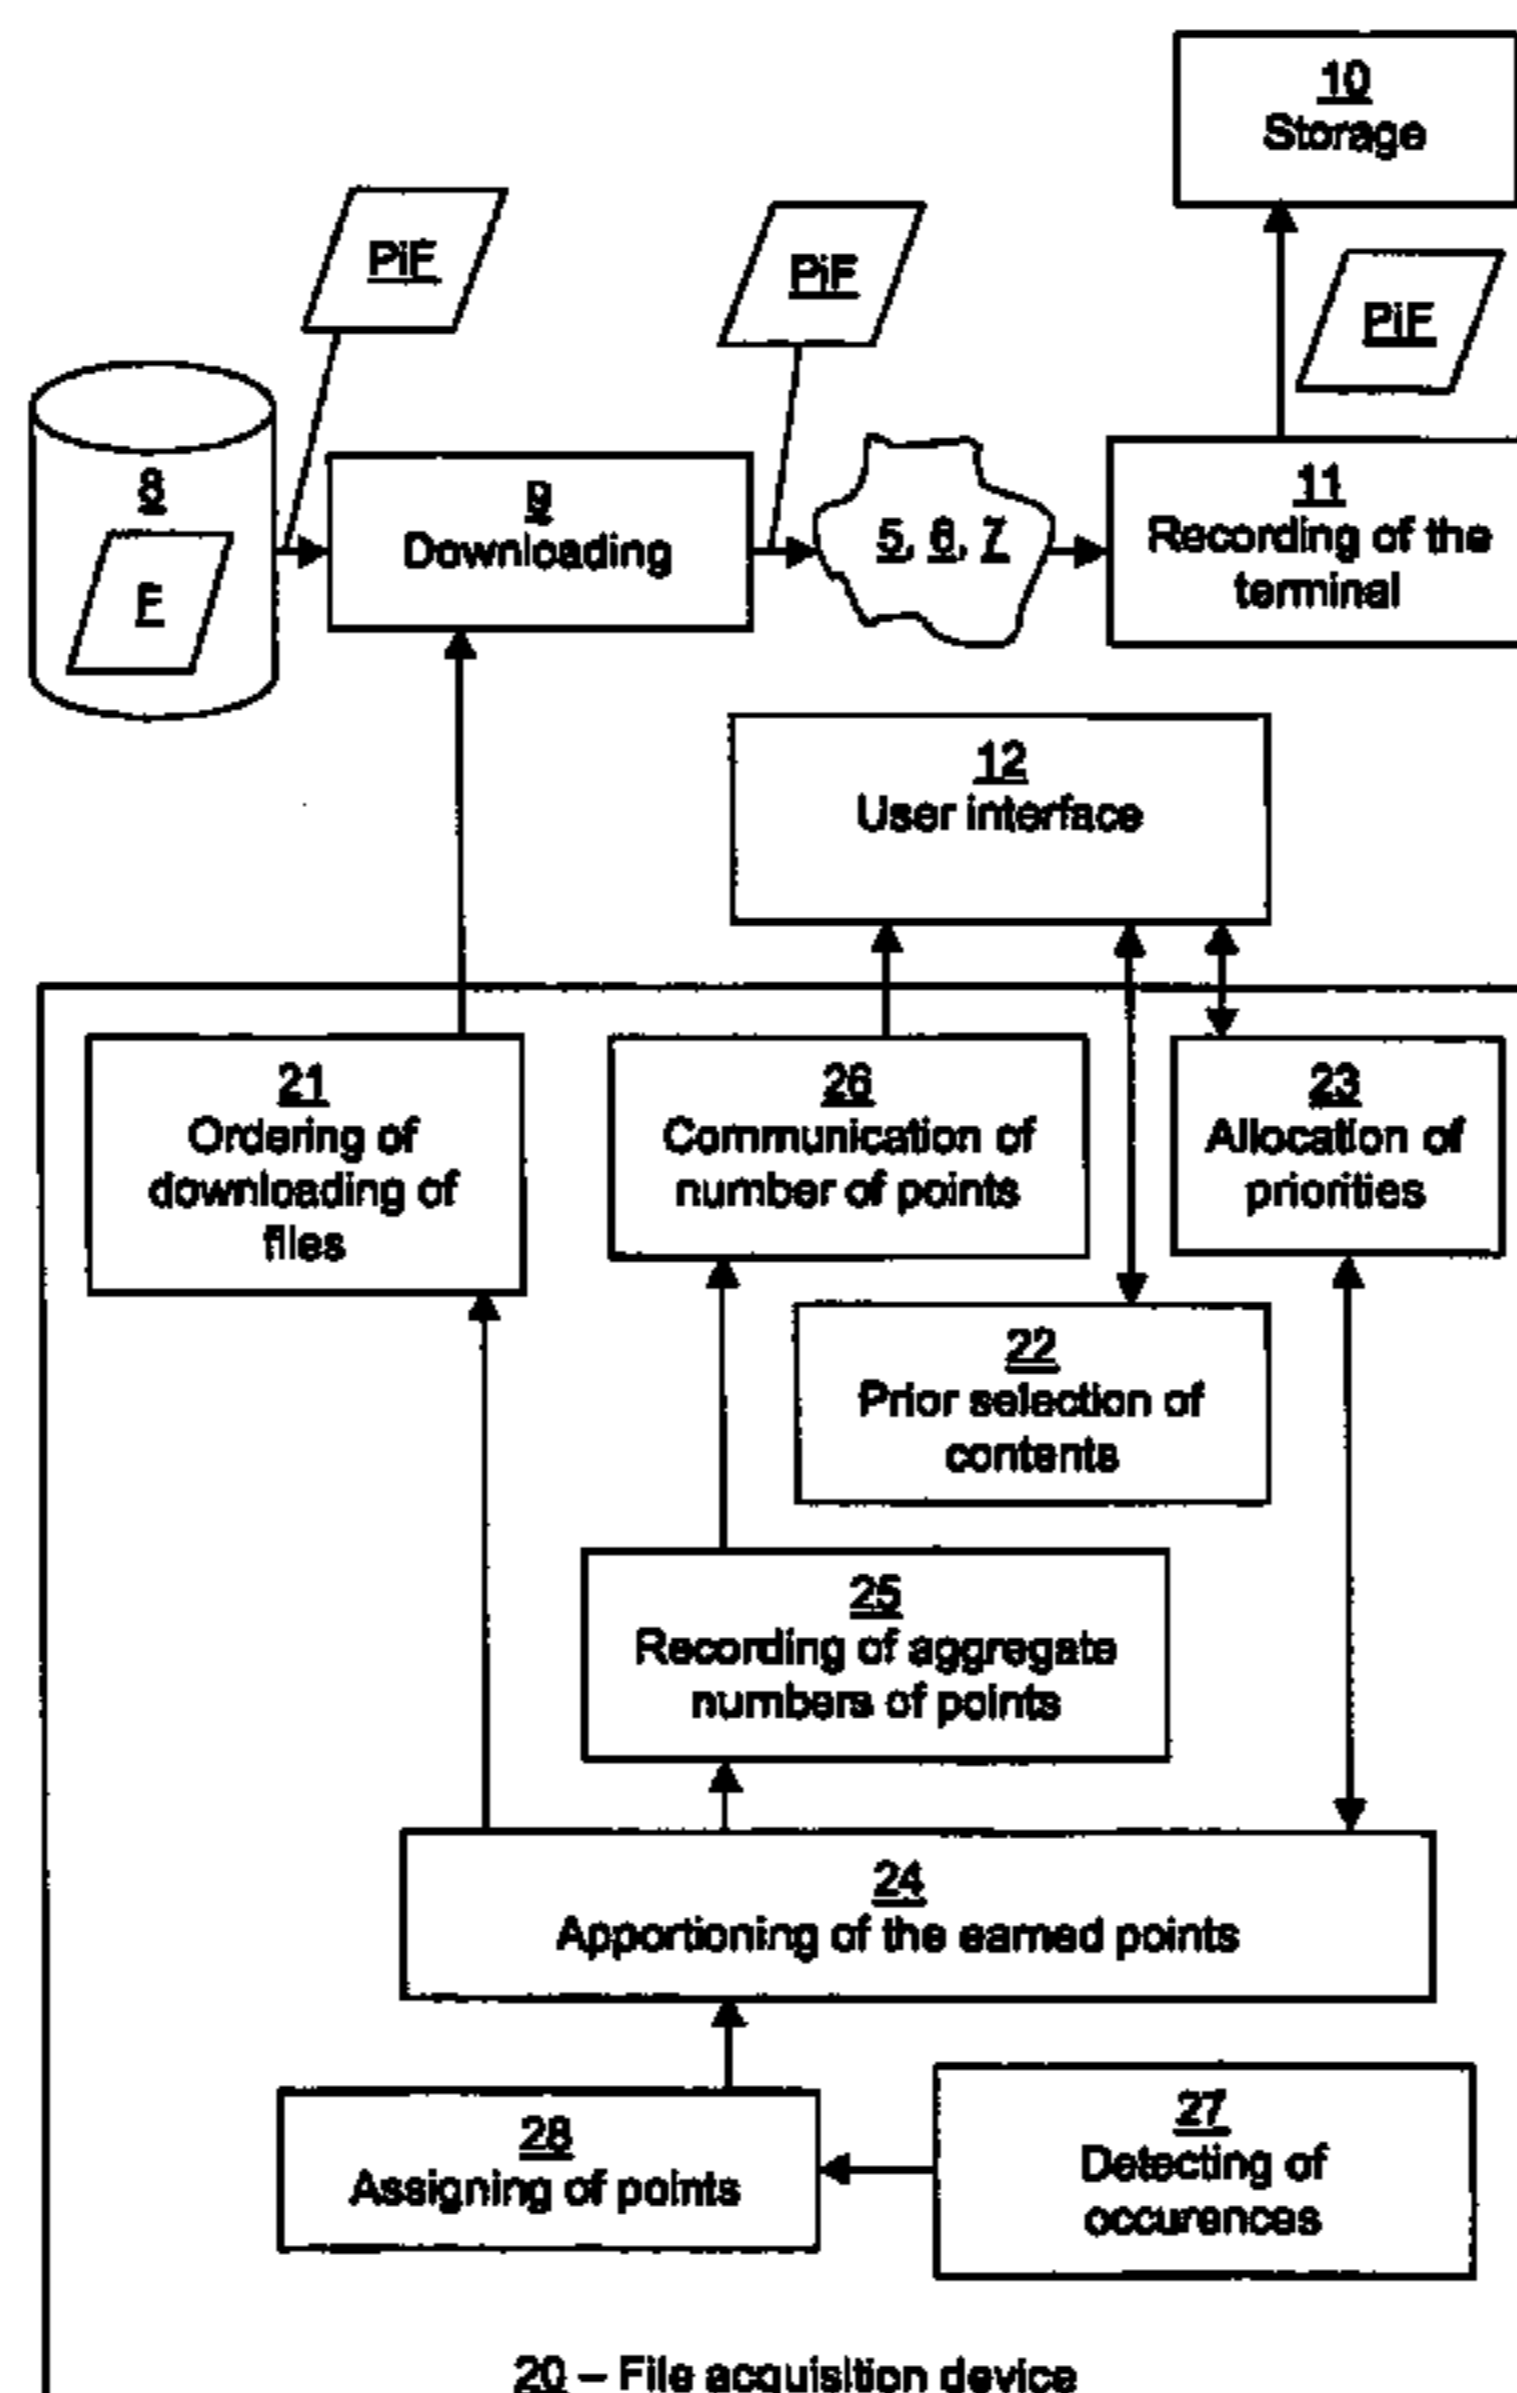 10
Storage
PiF
PiF
PiF
8
F
9
Downloading
5, 6, 7
11
Recording of the
terminal
12
User interface
21
Ordering of
downloading of
files
26
Communication of
number of points
23
Allocation of
priorities
22
Prior selection of
contents
25
Recording of aggregate
numbers of points
24
Apportioning of the earned points
28
Assigning of points
27
Detecting of
occurences
20 – File acquisition device